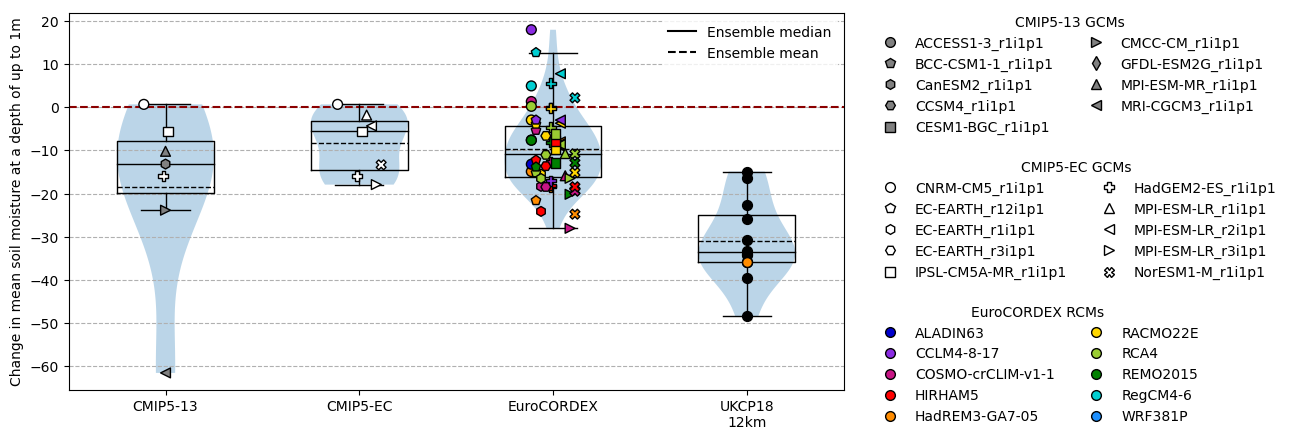 Change in mean soil moisture at a depth of up to 1m
20
10
0
−10
−20
−30
−40
−50
−60
Ensemble median
Ensemble mean
CMIP5-13
CMIP5-EC
EuroCORDEX
UKCP18
12km
CMIP5-13 GCMs
ACCESS1-3_r1i1p1
BCC-CSM1-1_r1i1p1
CanESM2_r1i1p1
CCSM4_r1i1p1
CESM1-BGC_r1i1p1
CMCC-CM_r1i1p1
GFDL-ESM2G_r1i1p1
MPI-ESM-MR_r1i1p1
MRI-CGCM3_r1i1p1
CMIP5-EC GCMs
CNRM-CM5_r1i1p1
EC-EARTH_r12i1p1
EC-EARTH_r1i1p1
EC-EARTH_r3i1p1
IPSL-CM5A-MR_r1i1p1
HadGEM2-ES_r1i1p1
MPI-ESM-LR_r1i1p1
MPI-ESM-LR_r2i1p1
MPI-ESM-LR_r3i1p1
NorESM1-M_r1i1p1
EuroCORDEX RCMs
ALADIN63
CCLM4-8-17
COSMO-crCLIM-v1-1
HIRHAM5
HadREM3-GA7-05
RACMO22E
RCA4
REMO2015
RegCM4-6
WRF381P